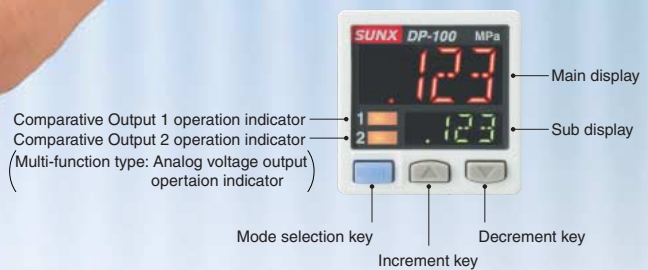 SUNX DP-100 MPa
.123
Main display
Comparative Output 1 operation indicator
1
Comparative Output 2 operation indicator
2
.123
Sub display
(Multi-function type: Analog voltage output
opertaion indicator)
Mode selection key
Decrement key
Increment key